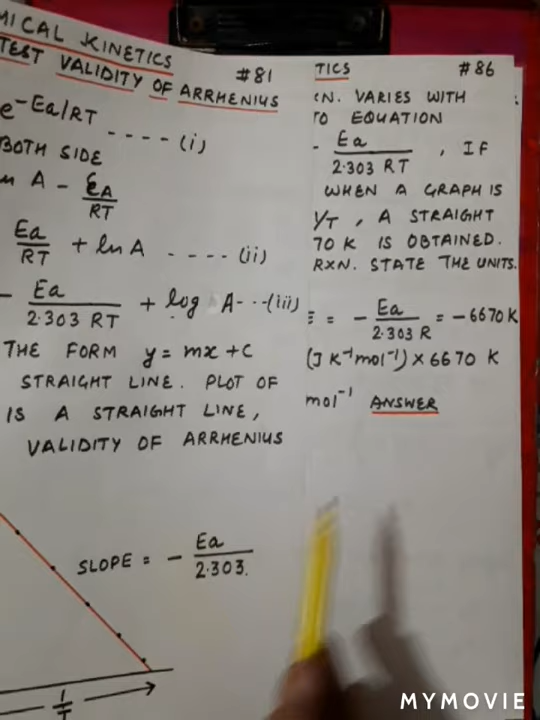 MICAL KINETICS
TEST VALIDITY OF ARRHENIUS #81
e^-Ea/RT ---- (i)
BOTH SIDE
A - EA/RT
Ea/RT + ln A ---- (ii)
- Ea/2.303 RT + log A--- (iii)
THE FORM y = mx + c
STRAIGHT LINE. PLOT OF
IS A STRAIGHT LINE,
VALIDITY OF ARRHENIUS
SLOPE = - Ea/2.303.
1/T
TICS #86
XN. VARIES WITH
TO EQUATION
- Ea/2.303 RT , IF
WHEN A GRAPH IS
1/T , A STRAIGHT
70 K IS OBTAINED.
RXN. STATE THE UNITS.
= - Ea/2.303 R = -6670 K
(J K⁻¹ mol⁻¹) × 6670 K
mol⁻¹ ANSWER
MYMOVIE